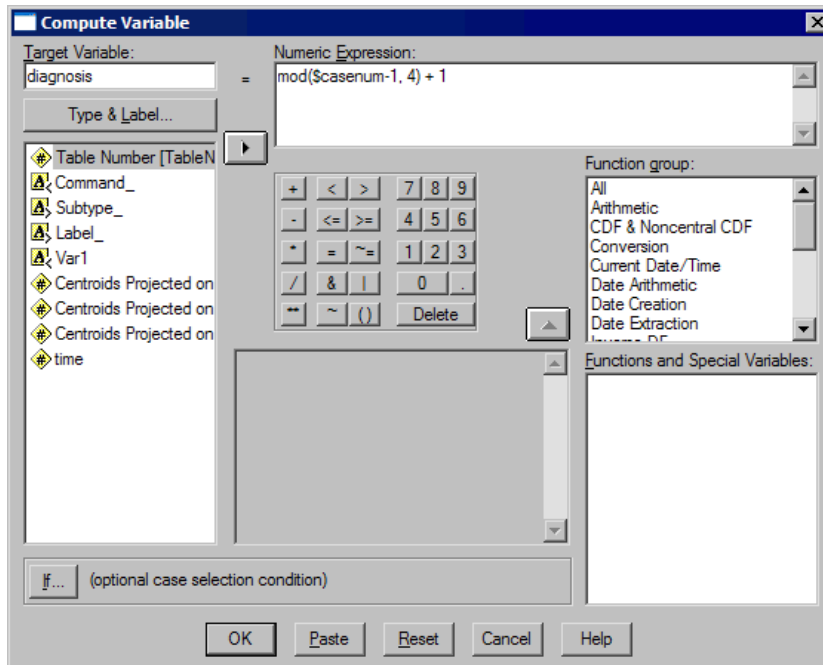 Compute Variable
Target Variable:
diagnosis
=
Numeric Expression:
mod($casenum-1, 4) + 1
Type & Label...
Table Number [TableN
Command_
Subtype_
Label_
Var1
Centroids Projected on
Centroids Projected on
Centroids Projected on
time
+ < > 7 8 9
- <= >= 4 5 6
* = ~= 1 2 3
/ & | 0 .
** ~ () Delete
Function group:
All
Arithmetic
CDF & Noncentral CDF
Conversion
Current Date/Time
Date Arithmetic
Date Creation
Date Extraction
Functions and Special Variables:
If... (optional case selection condition)
OK Paste Reset Cancel Help